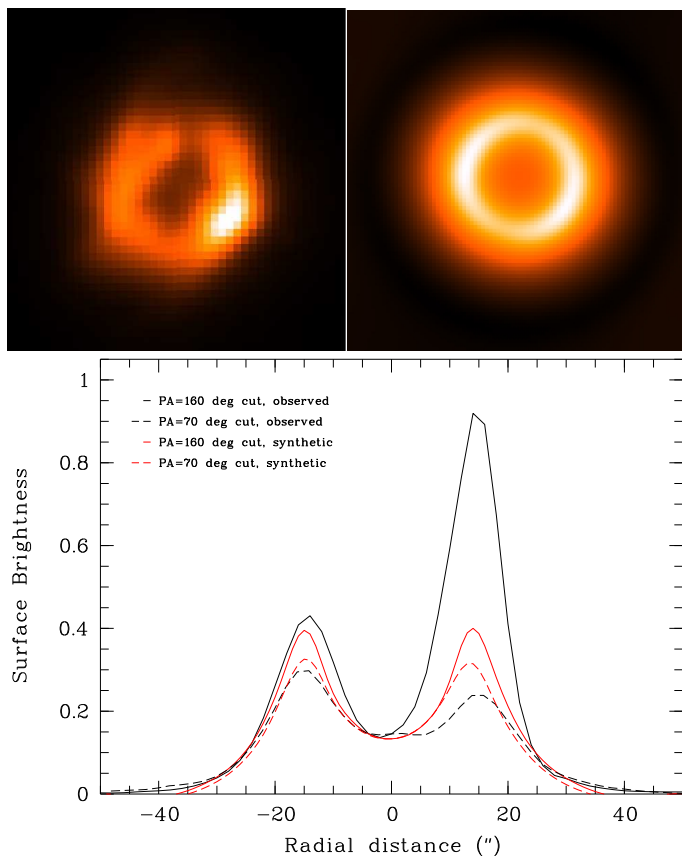 1
0.8
0.6
0.4
0.2
0
Surface Brightness
PA=160 deg cut, observed
PA=70 deg cut, observed
PA=160 deg cut, synthetic
PA=70 deg cut, synthetic
−40 −20 0 20 40
Radial distance (")